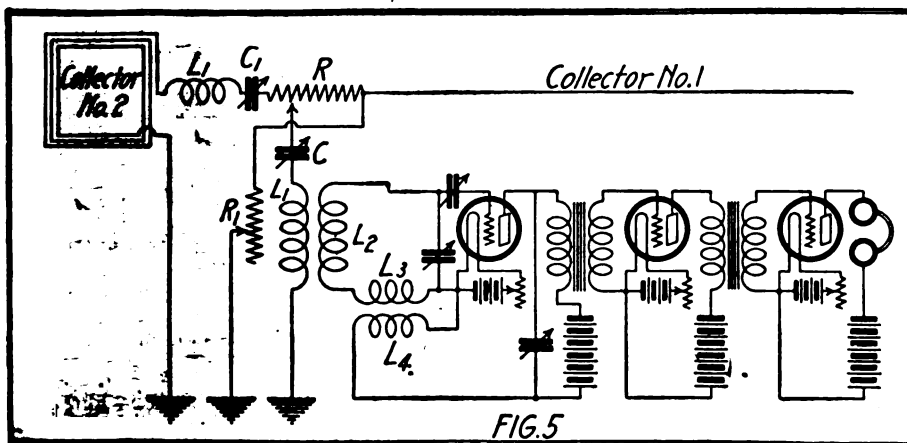 Collector
No. 2
L1
C1
R
Collector No. 1
C
R1
L1
L2
L3
L4.
FIG. 5